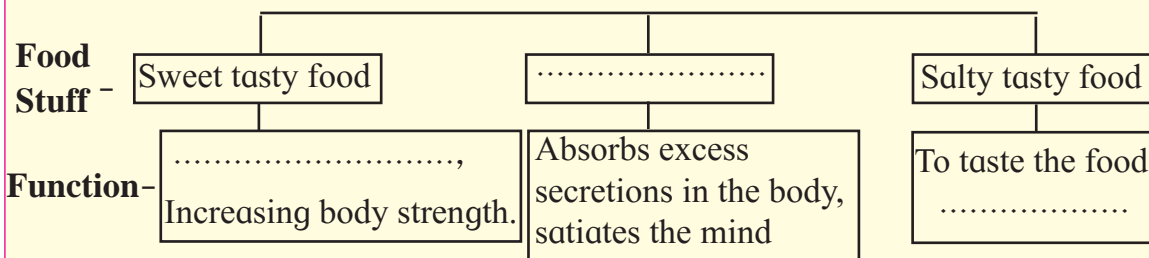 Food
Stuff -
Sweet tasty food
.......................
Salty tasty food
Function-
............................,
Increasing body strength.
Absorbs excess
secretions in the body,
satiates the mind
To taste the food
...................